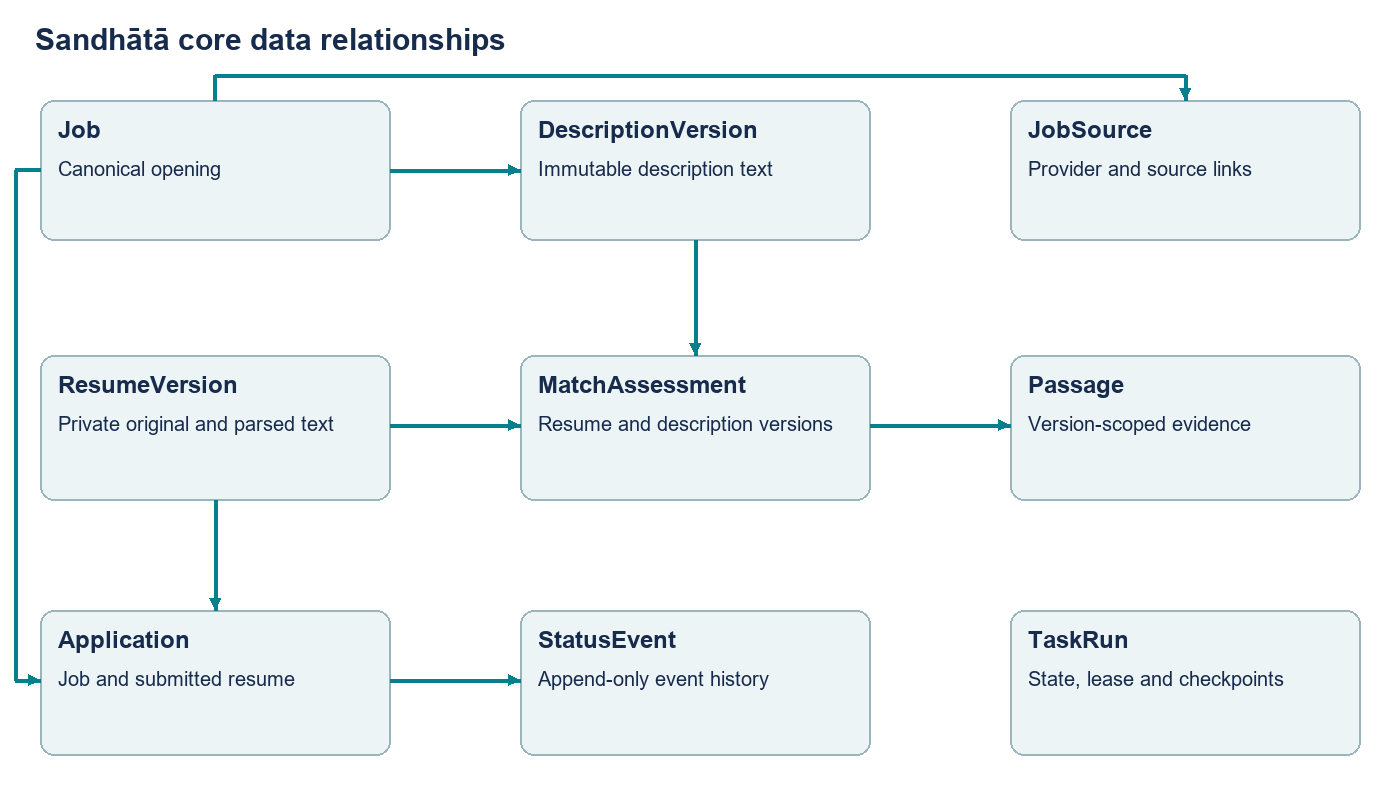 Sandhātā core data relationships
Job
Canonical opening
DescriptionVersion
Immutable description text
JobSource
Provider and source links
ResumeVersion
Private original and parsed text
MatchAssessment
Resume and description versions
Passage
Version-scoped evidence
Application
Job and submitted resume
StatusEvent
Append-only event history
TaskRun
State, lease and checkpoints